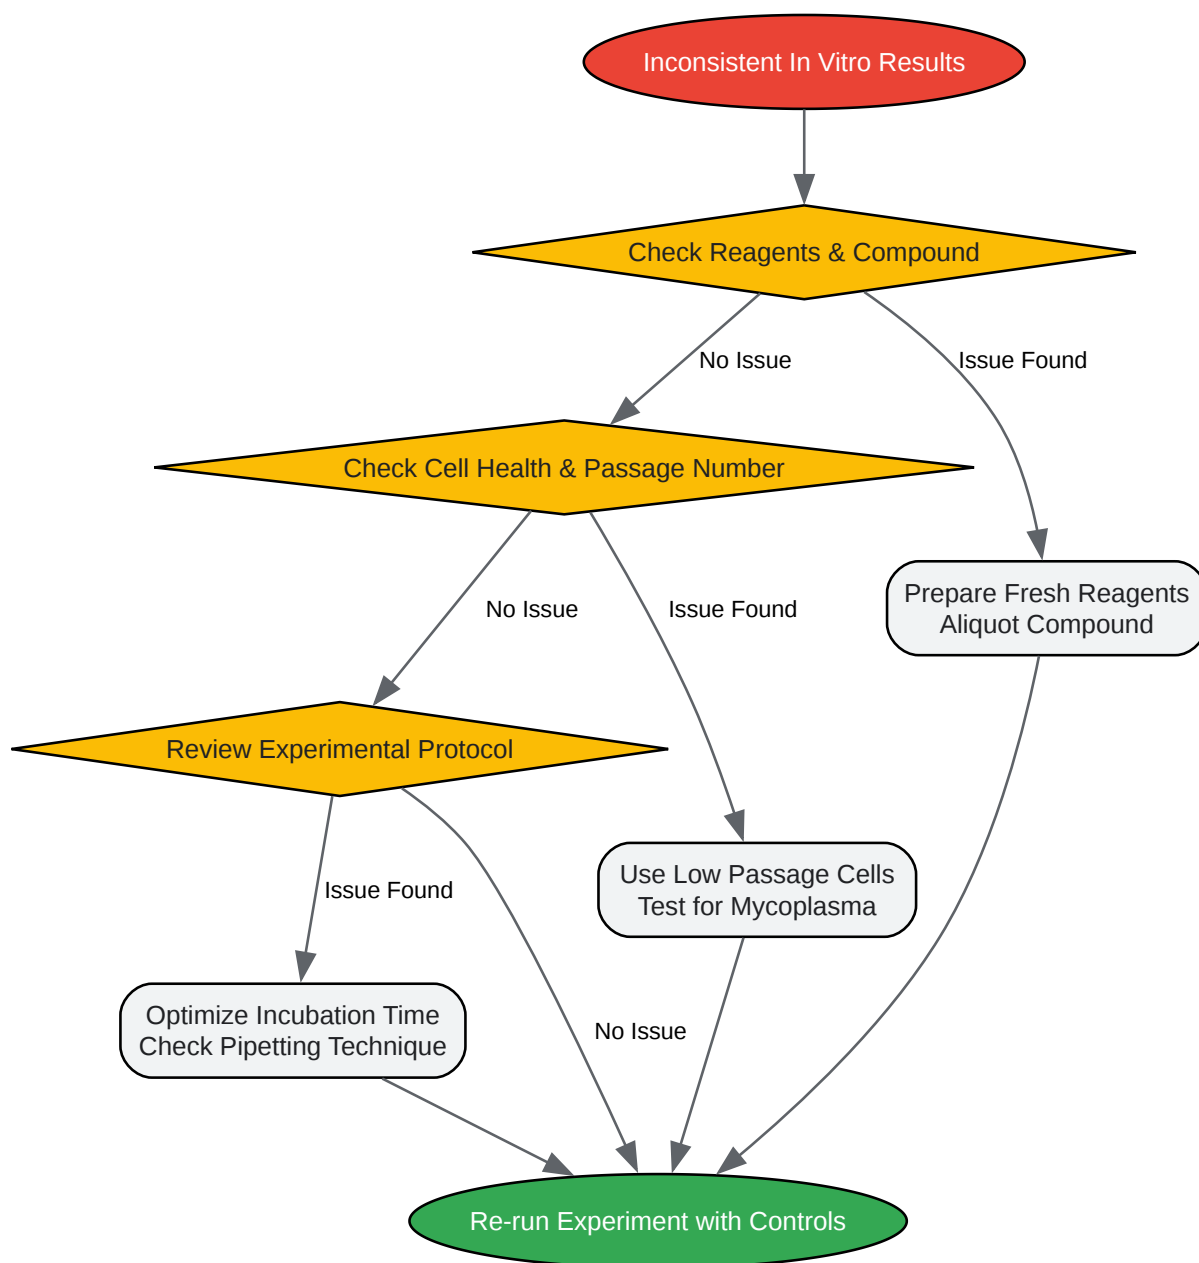 Inconsistent In Vitro Results
Check Reagents & Compound
No Issue
Issue Found
Check Cell Health & Passage Number
No Issue
Issue Found
Prepare Fresh Reagents
Aliquot Compound
Review Experimental Protocol
Issue Found
Use Low Passage Cells
Test for Mycoplasma
Optimize Incubation Time
Check Pipetting Technique
No Issue
Re-run Experiment with Controls